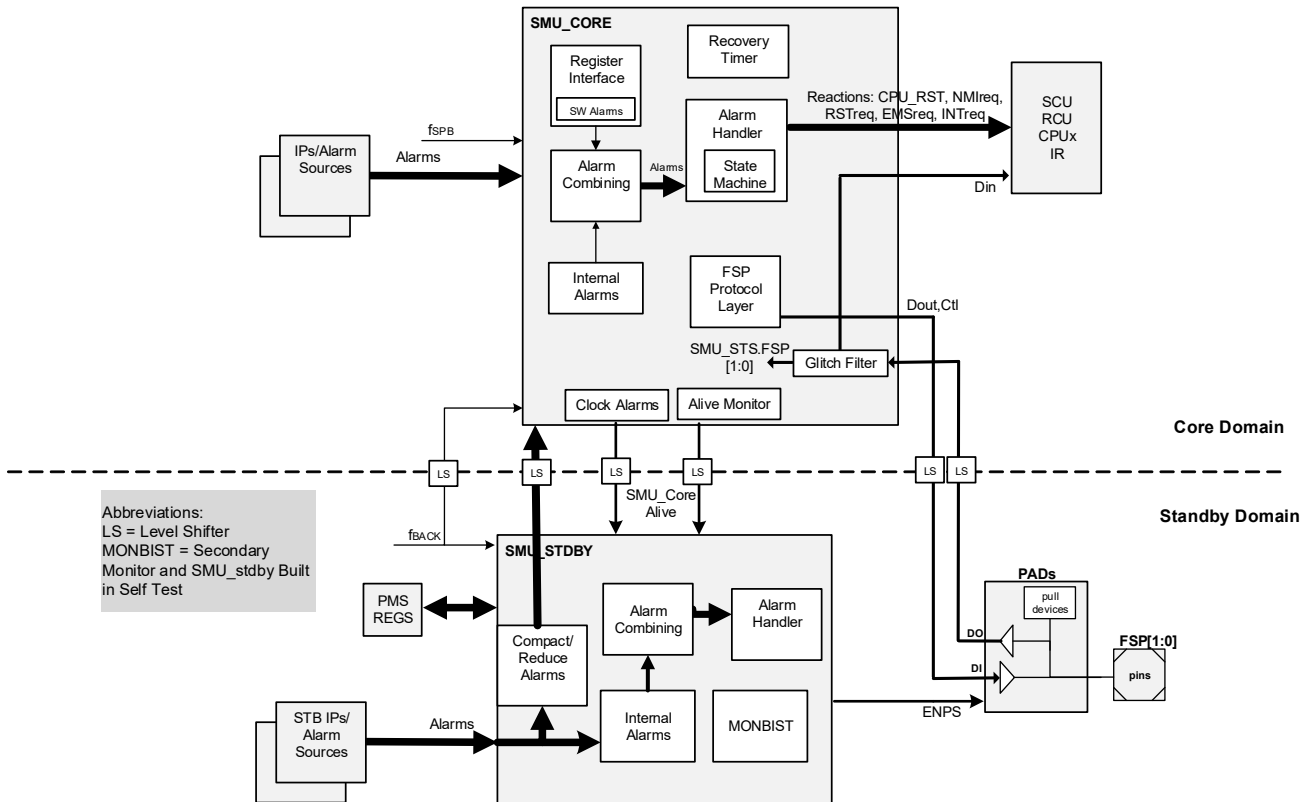 SMU_CORE
Recovery
Timer
Register
Interface
SW Alarms
Reactions: CPU_RST, NMIreq,
RSTreq, EMSreq, INTreq
SCU
RCU
CPUx
IR
fSPB
IPs/Alarm
Sources
Alarms
Alarm
Combining
Alarms
Alarm
Handler
State
Machine
Din
Internal
Alarms
FSP
Protocol
Layer
Dout,Ctl
SMU_STS.FSP
[1:0]
Glitch Filter
Clock Alarms
Alive Monitor
Core Domain
LS
LS
LS
LS
LS
LS
SMU_Core
Alive
Standby Domain
Abbreviations:
LS = Level Shifter
MONBIST = Secondary
Monitor and SMU_stdby Built
in Self Test
fBACK
SMU_STDBY
PMS
REGS
Compact/
Reduce
Alarms
Alarm
Combining
Alarm
Handler
PADs
pull
devices
DO
DI
FSP[1:0]
pins
ENPS
STB IPs/
Alarm
Sources
Alarms
Internal
Alarms
MONBIST